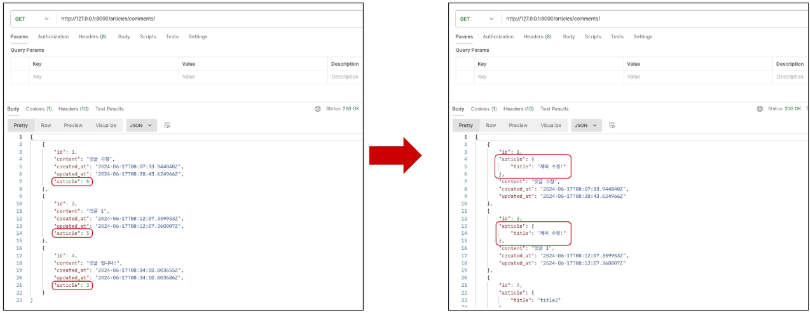 GET http://127.0.0.1:8000/articles/comments/
Params Authorization Headers (8) Body Scripts Tests Settings
Query Params
Key Value Description
Key Value Description
Body Cookies (1) Headers (10) Test Results Status: 200 OK
Pretty Raw Preview Visualize JSON
1 [
2 {
3 "id": 1,
4 "content": "댓글 수정",
5 "created_at": "2024-06-17T08:07:33.944840Z",
6 "updated_at": "2024-06-17T08:28:43.624966Z",
7 "article": 5
8 },
9 {
10 "id": 3,
11 "content": "댓글 1",
12 "created_at": "2024-06-17T08:12:07.359953Z",
13 "updated_at": "2024-06-17T08:12:07.360007Z",
14 "article": 5
15 },
16 {
17 "id": 4,
18
19 "created_at": "2024-06-17T08:34:10.803655Z",
20 "updated_at": "2024-06-17T08:34:10.803686Z",
21 "article": 3
22 }
23 ]
GET http://127.0.0.1:8000/articles/comments/
Params Authorization Headers (8) Body Scripts Tests Settings
Query Params
Key Value Description
Key Value Description
Body Cookies (1) Headers (10) Test Results Status: 200 OK
Pretty Raw Preview Visualize JSON
1 [
2 {
3 "id": 1,
4 "article": {
5 "title": "제목 수정!"
6 },
7 "content": "댓글 수정",
8 "created_at": "2024-06-17T08:07:33.944840Z",
9 "updated_at": "2024-06-17T08:28:43.624966Z"
10 },
11 {
12 "id": 3,
13 "article": {
14 "title": "제목 수정!"
15 },
16 "content": "댓글 1",
17 "created_at": "2024-06-17T08:12:07.359953Z",
18 "updated_at": "2024-06-17T08:12:07.360007Z"
19 },
20 {
21 "id": 4,
22 "article": {
23 "title": "title3"